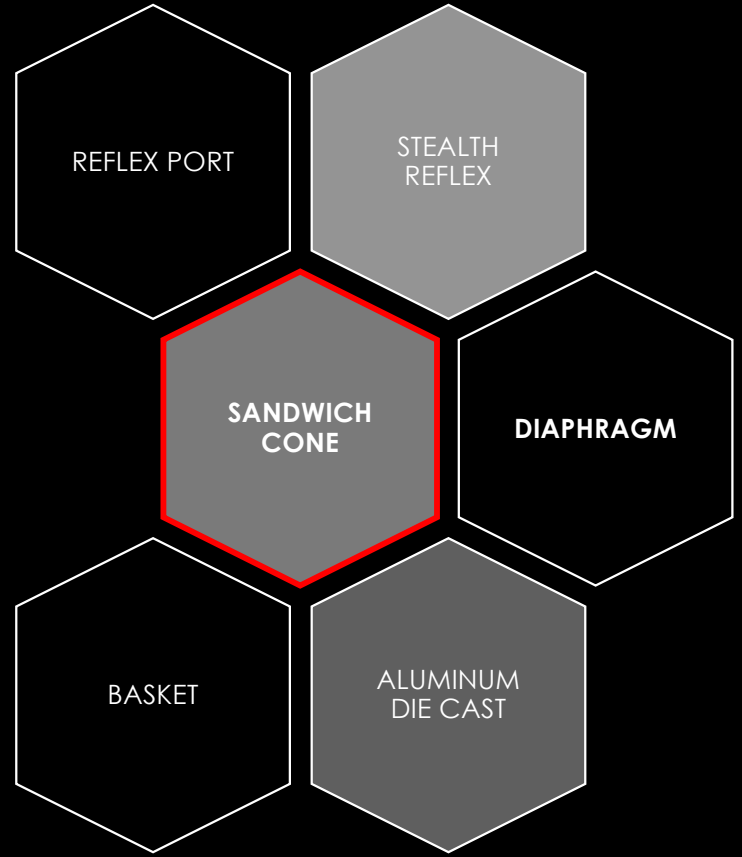 REFLEX PORT
STEALTH
REFLEX
SANDWICH
CONE
DIAPHRAGM
BASKET
ALUMINUM
DIE CAST